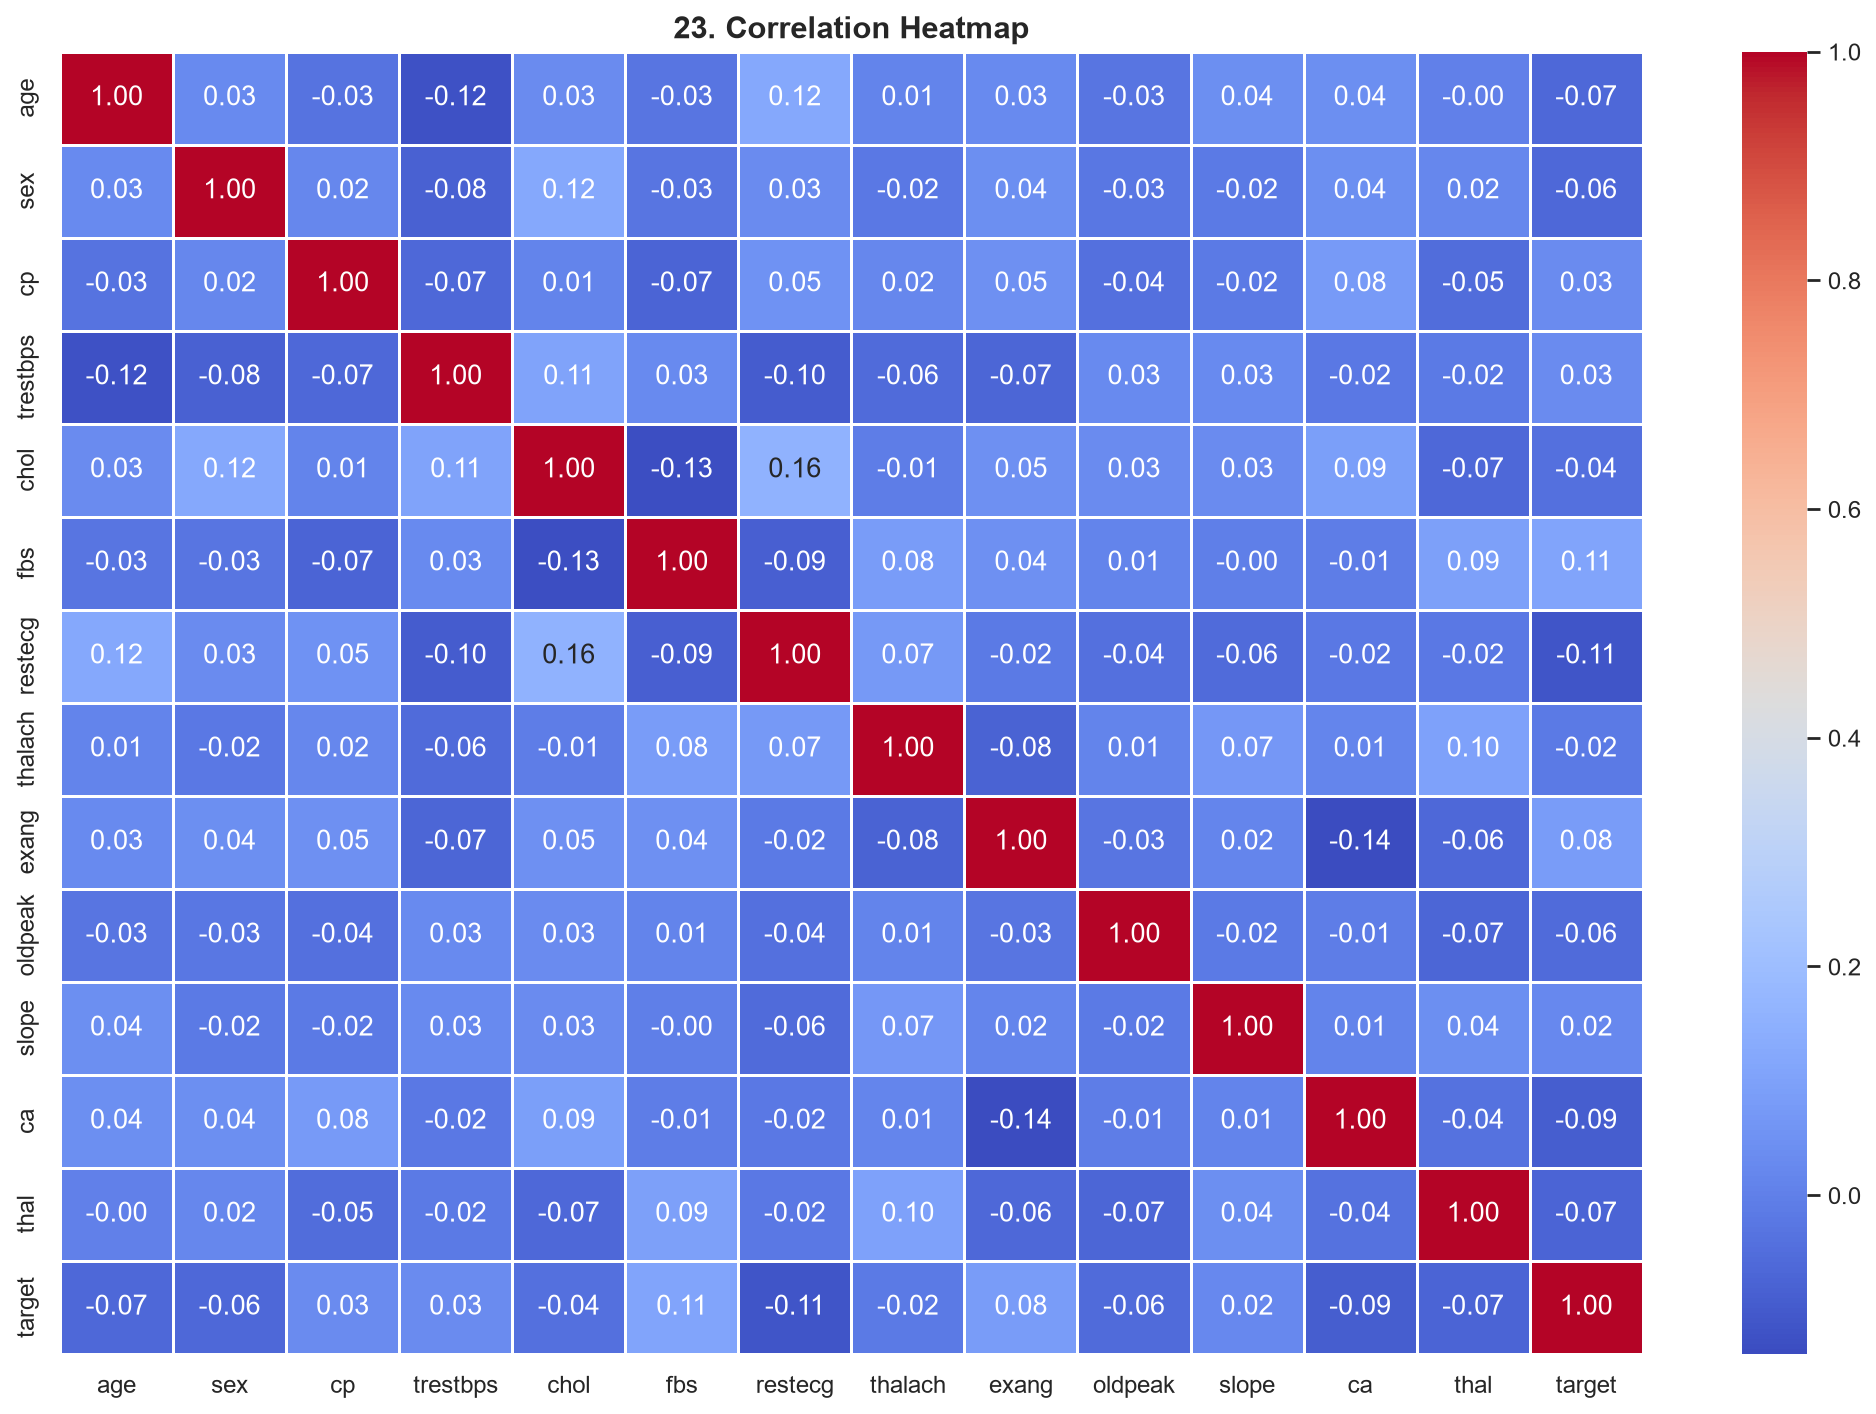 23. Correlation Heatmap
age 1.00 0.03 -0.03 -0.12 0.03 -0.03 0.12 0.01 0.03 -0.03 0.04 0.04 -0.00 -0.07
sex 0.03 1.00 0.02 -0.08 0.12 -0.03 0.03 -0.02 0.04 -0.03 -0.02 0.04 0.02 -0.06
cp -0.03 0.02 1.00 -0.07 0.01 -0.07 0.05 0.02 0.05 -0.04 -0.02 0.08 -0.05 0.03
trestbps -0.12 -0.08 -0.07 1.00 0.11 0.03 -0.10 -0.06 -0.07 0.03 0.03 -0.02 -0.02 0.03
chol 0.03 0.12 0.01 0.11 1.00 -0.13 0.16 -0.01 0.05 0.03 0.03 0.09 -0.07 -0.04
fbs -0.03 -0.03 -0.07 0.03 -0.13 1.00 -0.09 0.08 0.04 0.01 -0.00 -0.01 0.09 0.11
restecg 0.12 0.03 0.05 -0.10 0.16 -0.09 1.00 0.07 -0.02 -0.04 -0.06 -0.02 -0.02 -0.11
thalach 0.01 -0.02 0.02 -0.06 -0.01 0.08 0.07 1.00 -0.08 0.01 0.07 0.01 0.10 -0.02
exang 0.03 0.04 0.05 -0.07 0.05 0.04 -0.02 -0.08 1.00 -0.03 0.02 -0.14 -0.06 0.08
oldpeak -0.03 -0.03 -0.04 0.03 0.03 0.01 -0.04 0.01 -0.03 1.00 -0.02 -0.01 -0.07 -0.06
slope 0.04 -0.02 -0.02 0.03 0.03 -0.00 -0.06 0.07 0.02 -0.02 1.00 0.01 0.04 0.02
ca 0.04 0.04 0.08 -0.02 0.09 -0.01 -0.02 0.01 -0.14 -0.01 0.01 1.00 -0.04 -0.09
thal -0.00 0.02 -0.05 -0.02 -0.07 0.09 -0.02 0.10 -0.06 -0.07 0.04 -0.04 1.00 -0.07
target -0.07 -0.06 0.03 0.03 -0.04 0.11 -0.11 -0.02 0.08 -0.06 0.02 -0.09 -0.07 1.00
age sex cp trestbps chol fbs restecg thalach exang oldpeak slope ca thal target
1.0
0.8
0.6
0.4
0.2
0.0